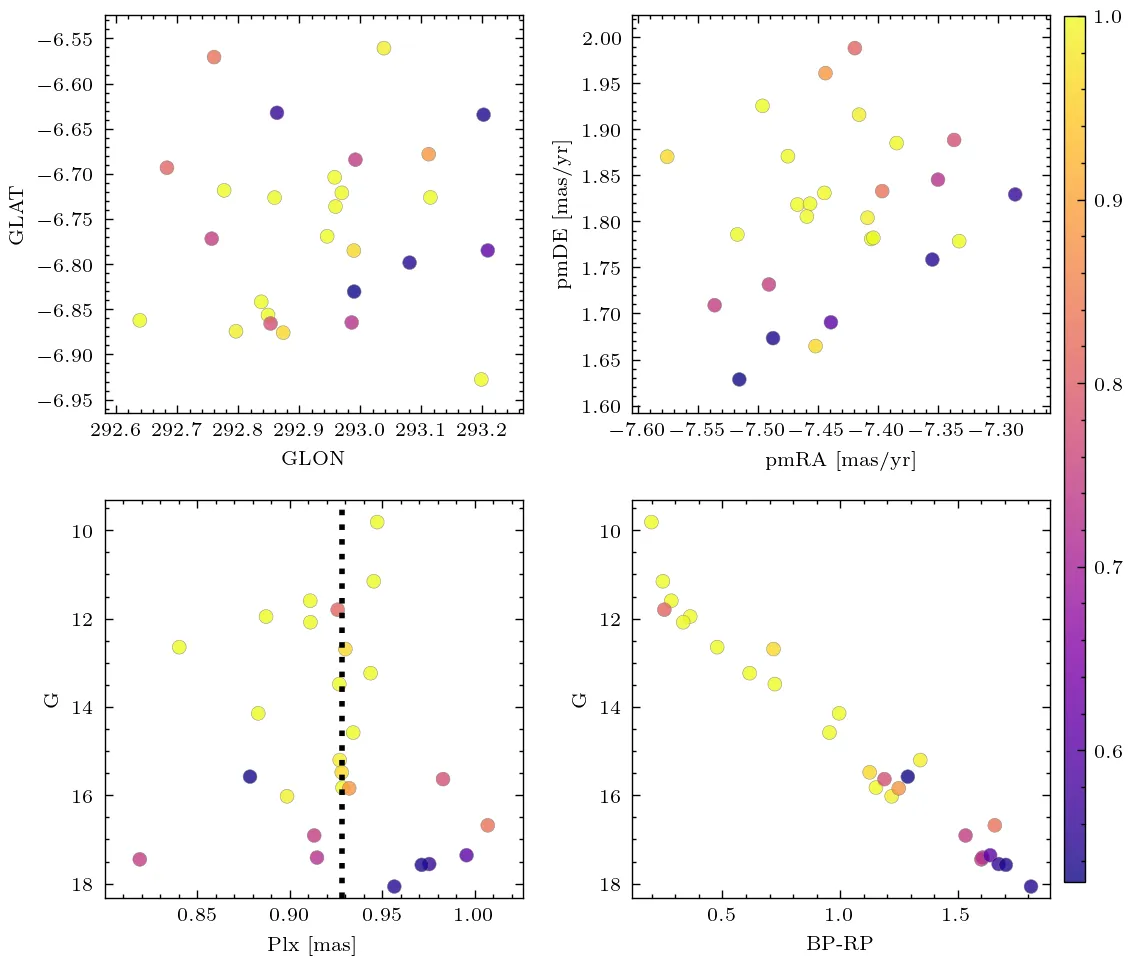 −6.55
−6.60
−6.65
−6.70
−6.75
−6.80
−6.85
−6.90
−6.95
GLAT
292.6 292.7 292.8 292.9 293.0 293.1 293.2
GLON
2.00
1.95
1.90
1.85
1.80
1.75
1.70
1.65
1.60
pmDE [mas/yr]
−7.60 −7.55 −7.50 −7.45 −7.40 −7.35 −7.30
pmRA [mas/yr]
10
12
14
16
18
G
0.85 0.90 0.95 1.00
Plx [mas]
10
12
14
16
18
G
0.5 1.0 1.5
BP-RP
1.0
0.9
0.8
0.7
0.6